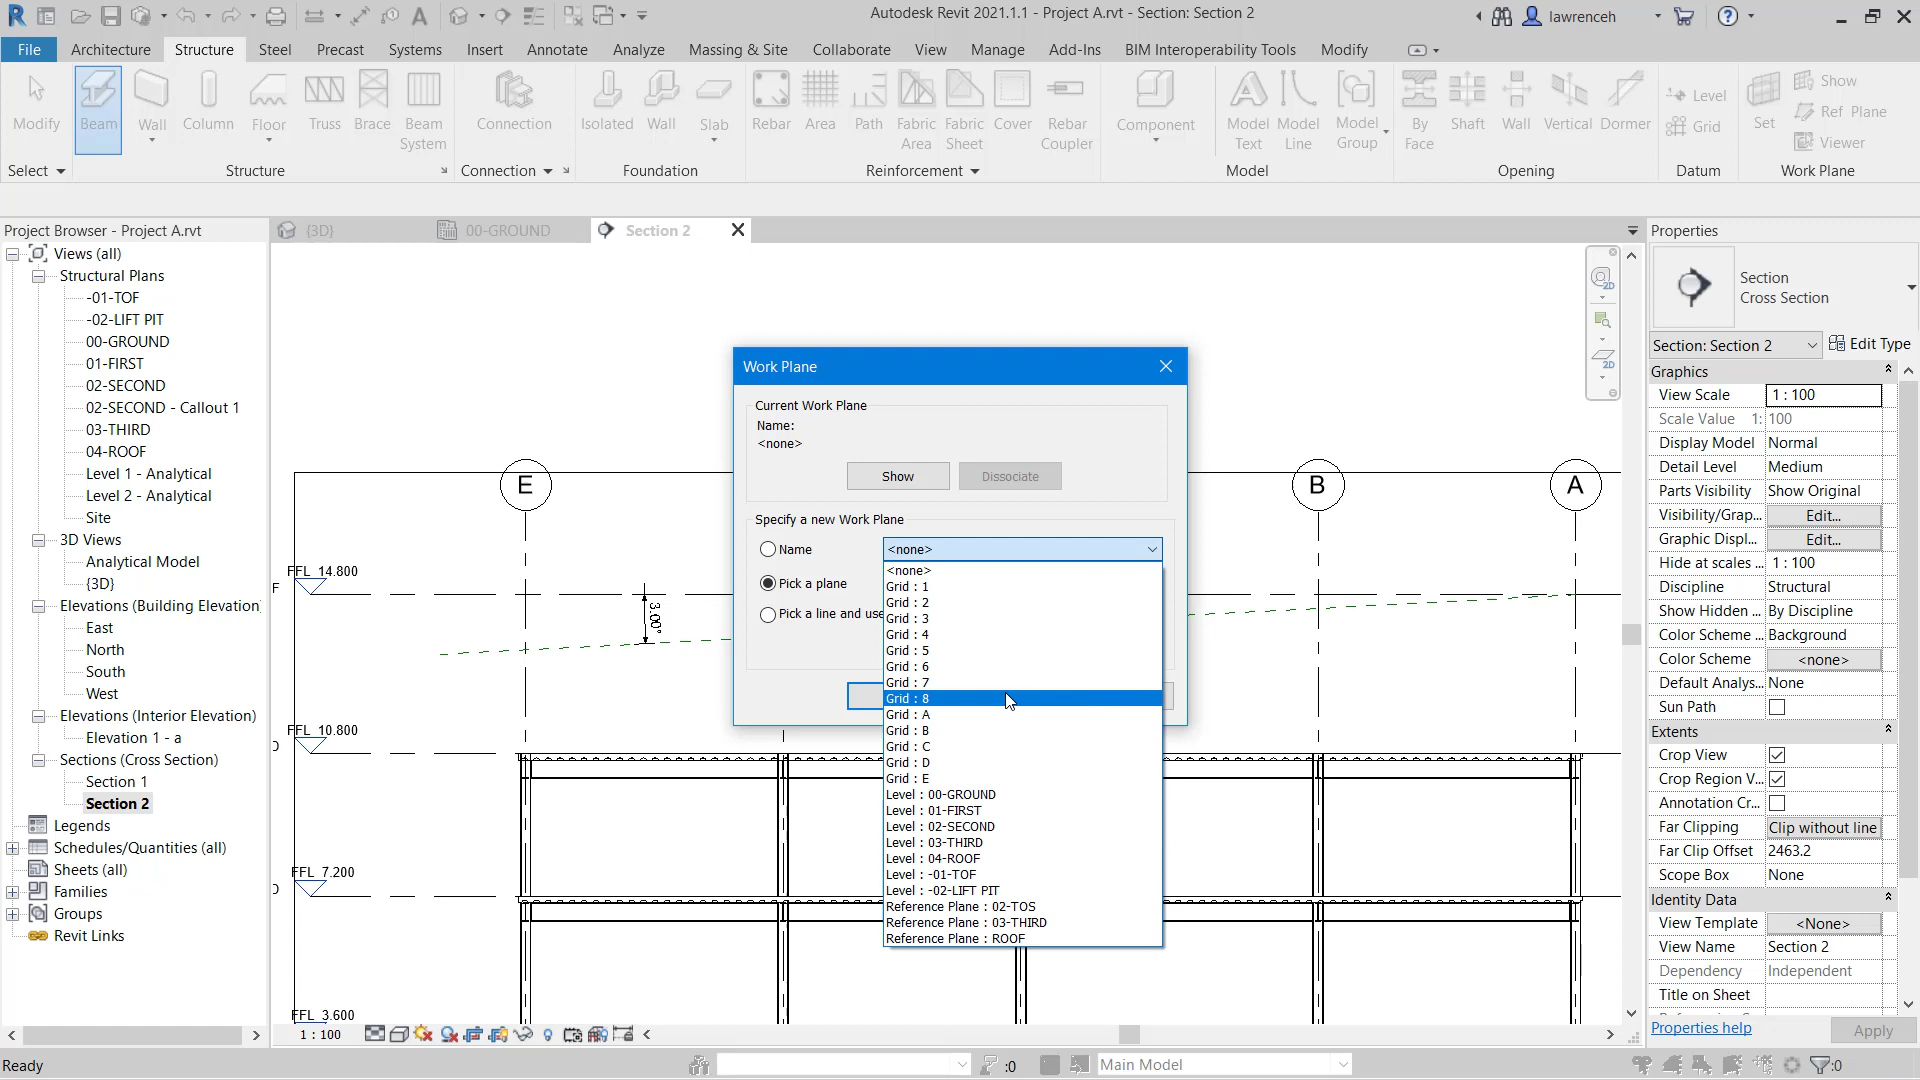 Autodesk Revit 2021.1.1 - Project A.rvt - Section: Section 2
lawrenceh
File Architecture Structure Steel Precast Systems Insert Annotate Analyze Massing & Site Collaborate View Manage Add-Ins BIM Interoperability Tools Modify
Modify Beam Wall Column Floor Truss Brace Beam System Connection Isolated Wall Slab Rebar Area Path Fabric Area Fabric Sheet Cover Rebar Coupler Component Model Text Model Line Model Group By Face Shaft Wall Vertical Dormer Level Grid Set Show Ref Plane Viewer
Select Structure Connection Foundation Reinforcement Model Opening Datum Work Plane
Project Browser - Project A.rvt
Views (all)
Structural Plans
-01-TOF
-02-LIFT PIT
00-GROUND
01-FIRST
02-SECOND
02-SECOND - Callout 1
03-THIRD
04-ROOF
Level 1 - Analytical
Level 2 - Analytical
Site
3D Views
Analytical Model
{3D}
Elevations (Building Elevation)
East
North
South
West
Elevations (Interior Elevation)
Elevation 1 - a
Sections (Cross Section)
Section 1
Section 2
Legends
Schedules/Quantities (all)
Sheets (all)
Families
Groups
Revit Links
{3D} 00-GROUND Section 2
E B A
FFL 14.800
3.00°
FFL 10.800
FFL 7.200
FFL 3.600
Work Plane
Current Work Plane
Name:
<none>
Show Dissociate
Specify a new Work Plane
Name <none>
Pick a plane
Pick a line and use
<none>
Grid : 1
Grid : 2
Grid : 3
Grid : 4
Grid : 5
Grid : 6
Grid : 7
Grid : 8
Grid : A
Grid : B
Grid : C
Grid : D
Grid : E
Level : 00-GROUND
Level : 01-FIRST
Level : 02-SECOND
Level : 03-THIRD
Level : 04-ROOF
Level : -01-TOF
Level : -02-LIFT PIT
Reference Plane : 02-TOS
Reference Plane : 03-THIRD
Reference Plane : ROOF
Properties
Section
Cross Section
Section: Section 2 Edit Type
Graphics
View Scale 1 : 100
Scale Value 1: 100
Display Model Normal
Detail Level Medium
Parts Visibility Show Original
Visibility/Grap... Edit...
Graphic Displ... Edit...
Hide at scales ... 1 : 100
Discipline Structural
Show Hidden ... By Discipline
Color Scheme ... Background
Color Scheme <none>
Default Analys... None
Sun Path
Extents
Crop View
Crop Region V...
Annotation Cr...
Far Clipping Clip without line
Far Clip Offset 2463.2
Scope Box None
Identity Data
View Template <None>
View Name Section 2
Dependency Independent
Title on Sheet
Properties help Apply
1 : 100
Ready
:0
Main Model
:0